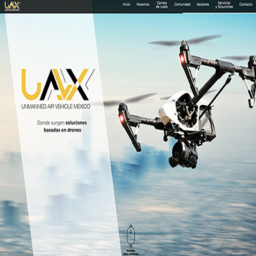 UAVX
Inicio
Nosotros
Campo
de vuelo
Comunidad
Sectores
Servicios
y Soluciones
Contacto
UAVX
UNMANNED AIR VEHICLE MEXICO
Donde surgen soluciones
basadas en drones